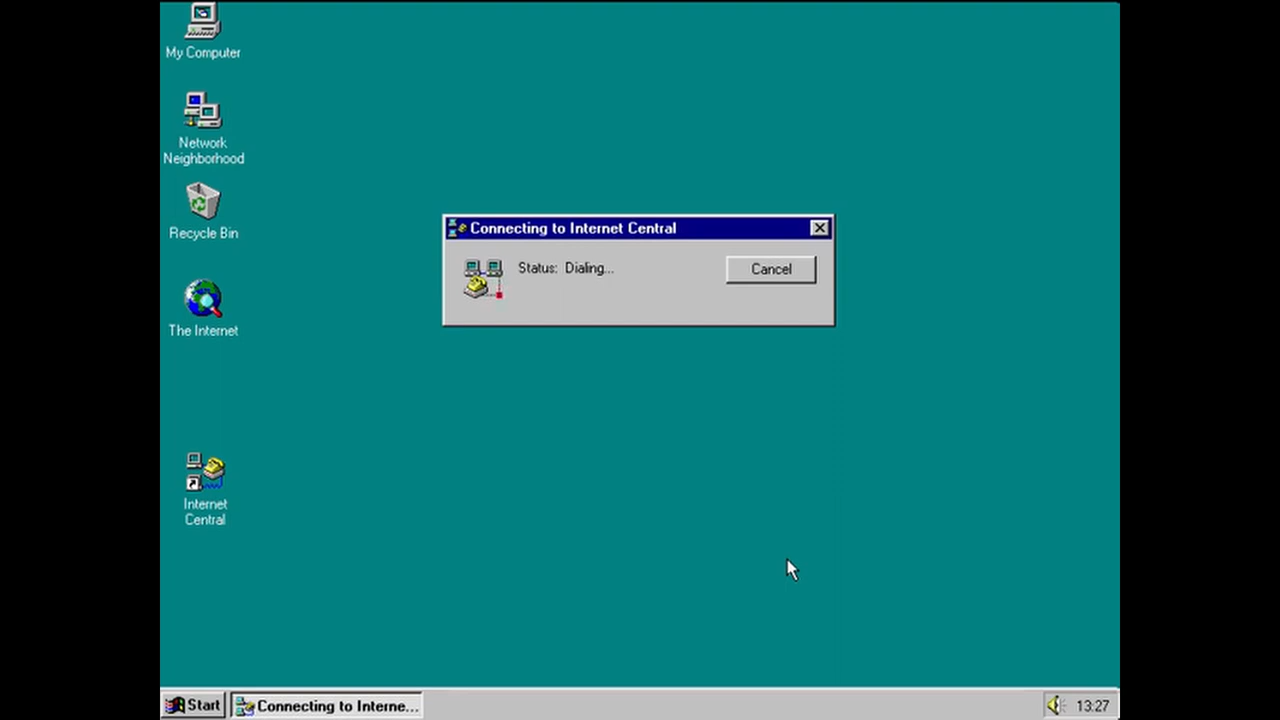 My Computer
Network
Neighborhood
Recycle Bin
The Internet
Internet
Central
Connecting to Internet Central
Status:  Dialing...
Cancel
Start
Connecting to Interne...
13:27